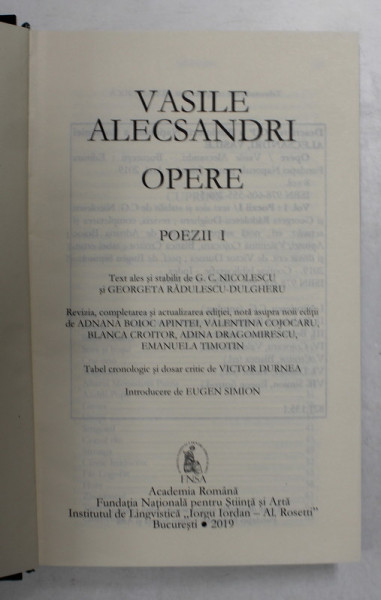 VASILE
ALECSANDRI
OPERE
POEZII I
Text ales și stabilit de G. C. NICOLESCU
și GEORGETA RĂDULESCU-DULGHERU
Revizia, completarea și actualizarea ediției, notă asupra noii ediții
de ADNANA BOIOC APINTEI, VALENTINA COJOCARU,
BLANCA CROITOR, ADINA DRAGOMIRESCU,
EMANUELA TIMOTIN
Tabel cronologic și dosar critic de VICTOR DURNEA
Introducere de EUGEN SIMION
FNSA
Academia Română
Fundația Națională pentru Știință și Artă
Institutul de Lingvistică „Iorgu Iordan – Al. Rosetti”
București • 2019